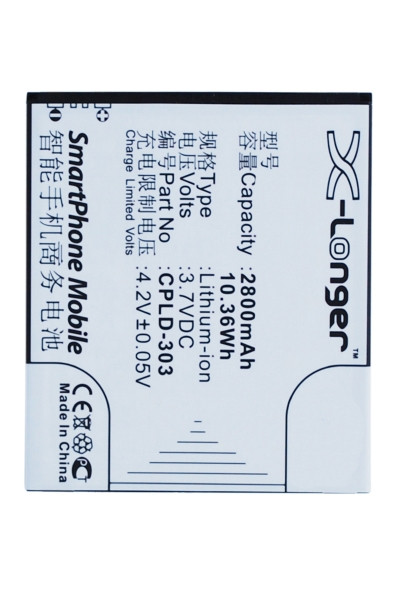 X-Longer™
型号
容量Capacity :2800mAh
10.36Wh
规格Type :Lithium-ion
电压Volts :3.7VDC
编号Part No :CPLD-303
充电限制电压 :4.2V±0.05V
Charge Limited Voltage
SmartPhone Mobile
智能手机商务电池
CE
Made In China